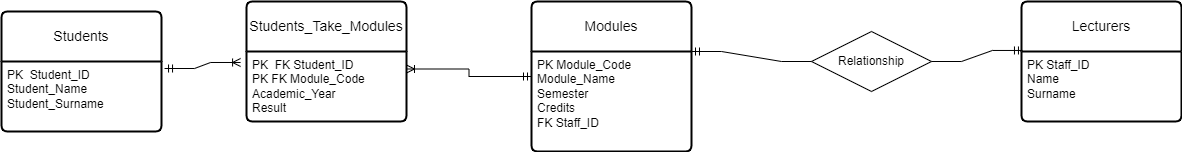 Students
PK Student_ID
Student_Name
Student_Surname
Students_Take_Modules
PK FK Student_ID
PK FK Module_Code
Academic_Year
Result
Modules
PK Module_Code
Module_Name
Semester
Credits
FK Staff_ID
Relationship
Lecturers
PK Staff_ID
Name
Surname